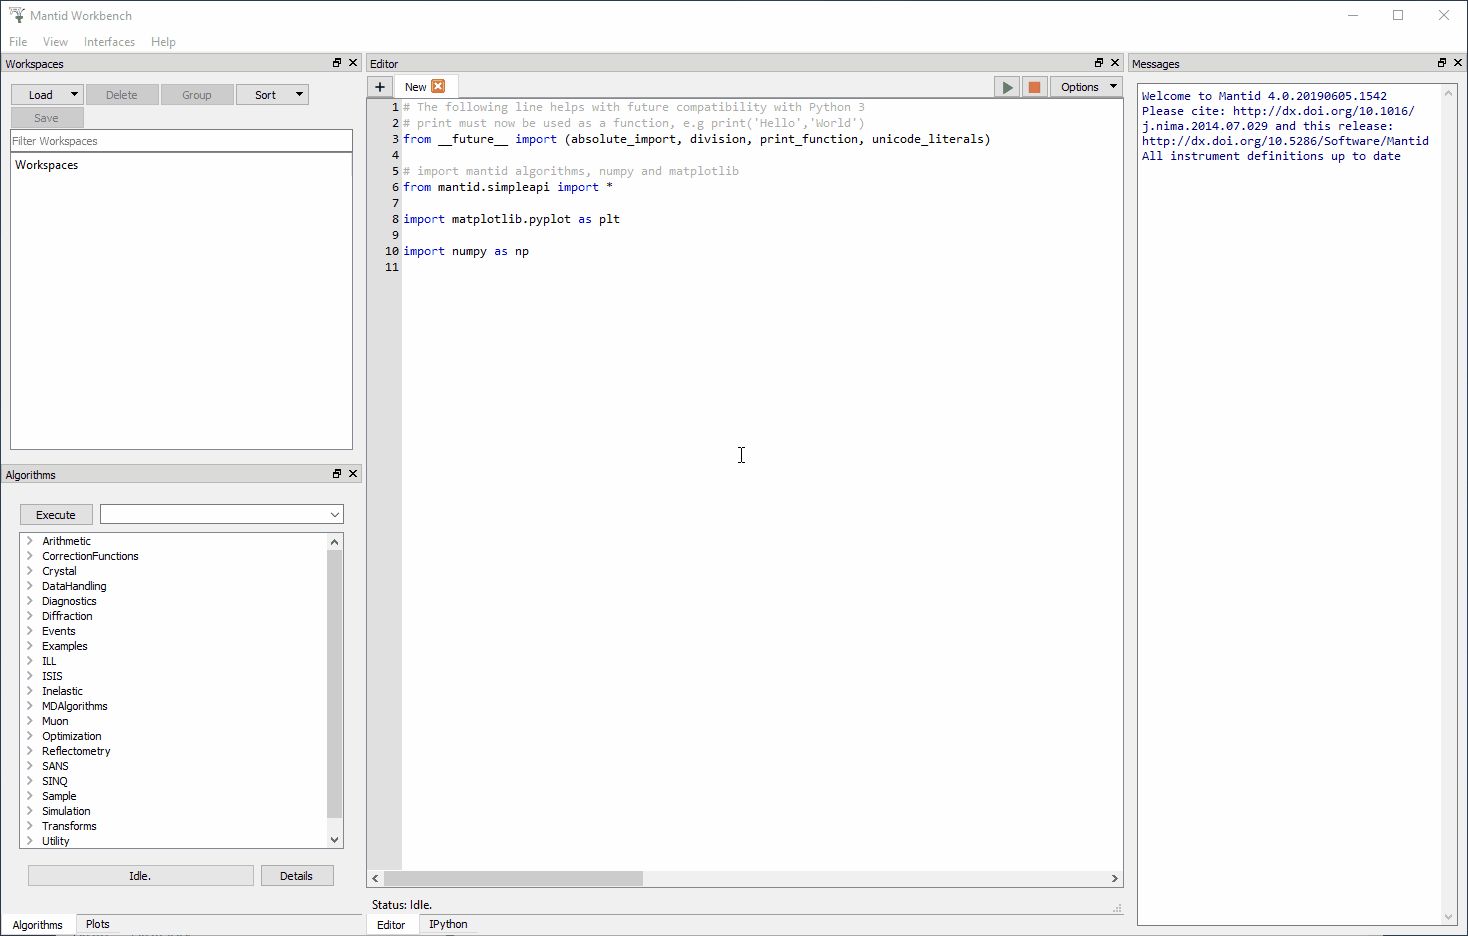 Mantid Workbench
File View Interfaces Help
Workspaces
Load Delete Group Sort
Save
Filter Workspaces
Workspaces
Algorithms
Execute
Arithmetic
CorrectionFunctions
Crystal
DataHandling
Diagnostics
Diffraction
Events
Examples
ILL
ISIS
Inelastic
MDAlgorithms
Muon
Optimization
Reflectometry
SANS
SINQ
Sample
Simulation
Transforms
Utility
Idle. Details
Algorithms Plots
Editor
+ New Options
1 # The following line helps with future compatibility with Python 3
2 # print must now be used as a function, e.g print('Hello','World')
3 from __future__ import (absolute_import, division, print_function, unicode_literals)
4
5 # import mantid algorithms, numpy and matplotlib
6 from mantid.simpleapi import *
7
8 import matplotlib.pyplot as plt
9
10 import numpy as np
11
Status: Idle.
Editor IPython
Messages
Welcome to Mantid 4.0.20190605.1542
Please cite: http://dx.doi.org/10.1016/
j.nima.2014.07.029 and this release:
http://dx.doi.org/10.5286/Software/Mantid
All instrument definitions up to date